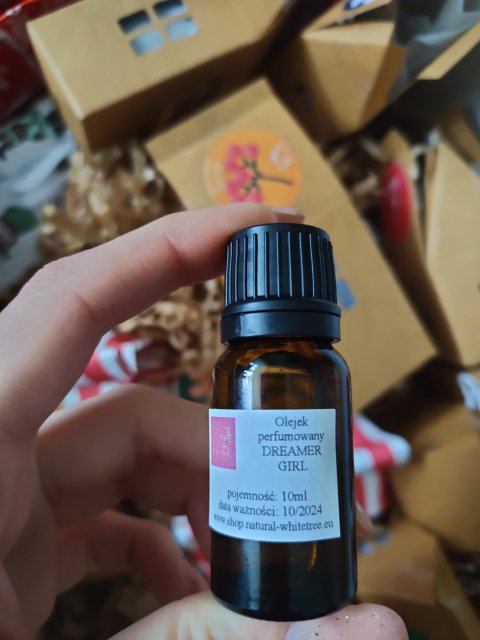 Olejek
perfumowany
DREAMER
GIRL
pojemność: 10ml
data ważności: 10/2024
www.shop.natural-whitetree.eu